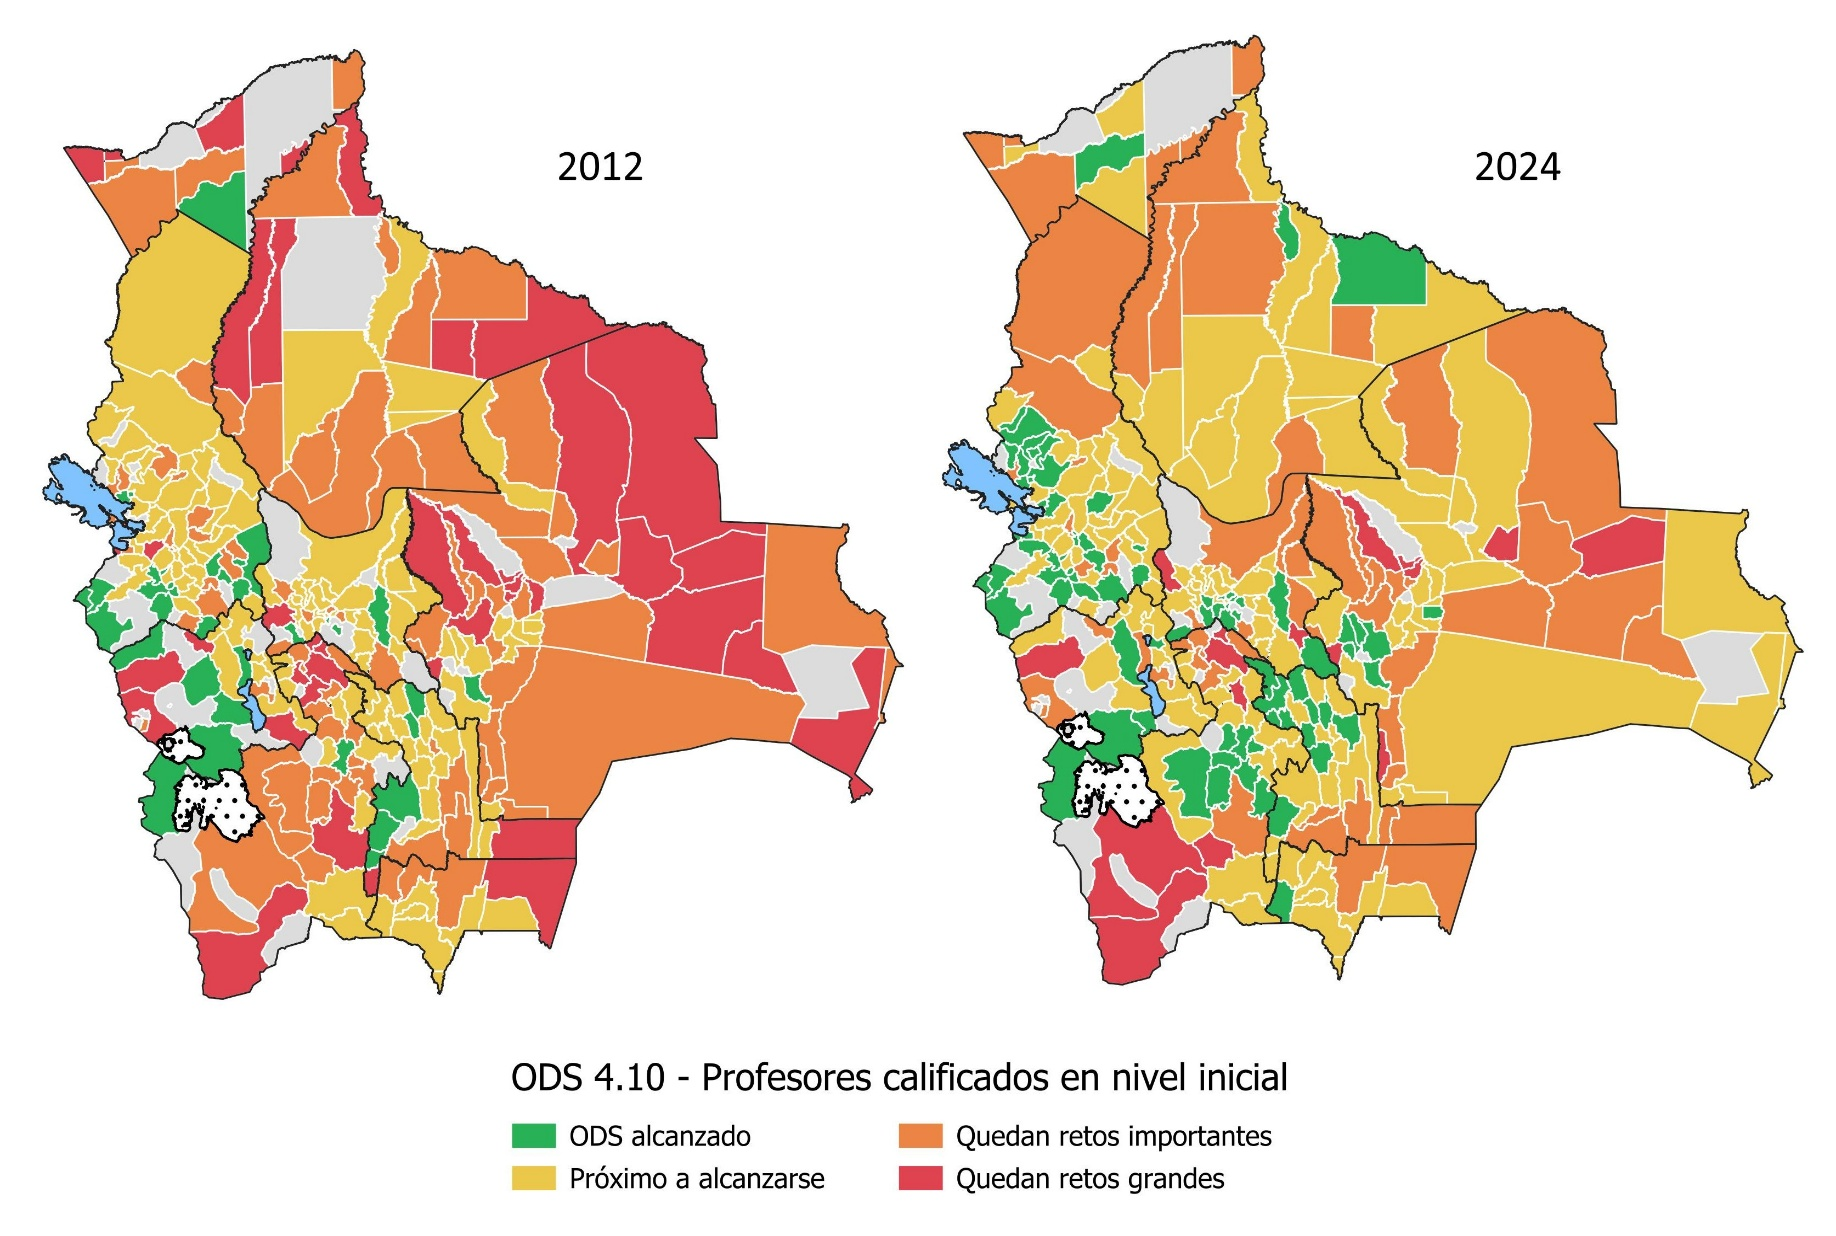 2012
2024
ODS 4.10 - Profesores calificados en nivel inicial
ODS alcanzado
Quedan retos importantes
Próximo a alcanzarse
Quedan retos grandes